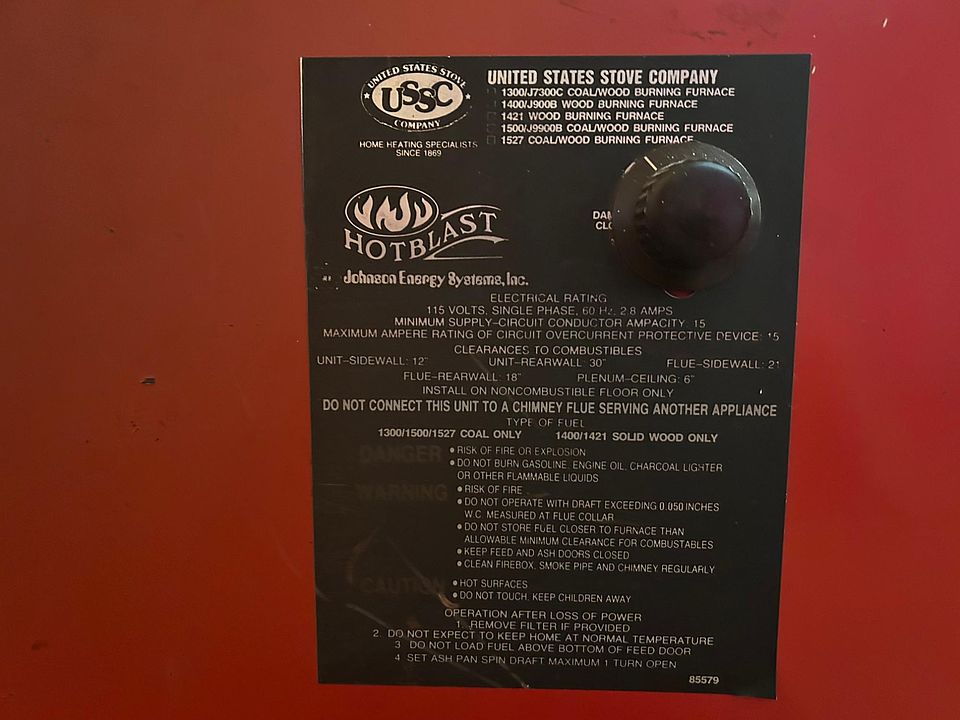 UNITED STATES STOVE
USSC
COMPANY
HOME HEATING SPECIALISTS
SINCE 1869
UNITED STATES STOVE COMPANY
1300/J7300C COAL/WOOD BURNING FURNACE
1400/J900B WOOD BURNING FURNACE
1421 WOOD BURNING FURNACE
1500/J9900B COAL/WOOD BURNING FURNACE
1527 COAL/WOOD BURNING FURNACE
HOTBLAST
Johnson Energy Systems, Inc.
ELECTRICAL RATING
115 VOLTS, SINGLE PHASE, 60 Hz, 2.8 AMPS
MINIMUM SUPPLY-CIRCUIT CONDUCTOR AMPACITY: 15
MAXIMUM AMPERE RATING OF CIRCUIT OVERCURRENT PROTECTIVE DEVICE: 15
CLEARANCES TO COMBUSTIBLES
UNIT-SIDEWALL: 12" UNIT-REARWALL: 30" FLUE-SIDEWALL: 21
FLUE-REARWALL: 18" PLENUM-CEILING: 6"
INSTALL ON NONCOMBUSTIBLE FLOOR ONLY
DO NOT CONNECT THIS UNIT TO A CHIMNEY FLUE SERVING ANOTHER APPLIANCE
TYPE OF FUEL
1300/1500/1527 COAL ONLY 1400/1421 SOLID WOOD ONLY
DANGER • RISK OF FIRE OR EXPLOSION
• DO NOT BURN GASOLINE, ENGINE OIL, CHARCOAL LIGHTER
OR OTHER FLAMMABLE LIQUIDS
WARNING • RISK OF FIRE
• DO NOT OPERATE WITH DRAFT EXCEEDING 0.050 INCHES
W.C. MEASURED AT FLUE COLLAR
• DO NOT STORE FUEL CLOSER TO FURNACE THAN
ALLOWABLE MINIMUM CLEARANCE FOR COMBUSTABLES
• KEEP FEED AND ASH DOORS CLOSED
• CLEAN FIREBOX, SMOKE PIPE AND CHIMNEY REGULARLY
CAUTION • HOT SURFACES
• DO NOT TOUCH. KEEP CHILDREN AWAY
OPERATION AFTER LOSS OF POWER
1. REMOVE FILTER IF PROVIDED
2. DO NOT EXPECT TO KEEP HOME AT NORMAL TEMPERATURE
3. DO NOT LOAD FUEL ABOVE BOTTOM OF FEED DOOR
4. SET ASH PAN SPIN DRAFT MAXIMUM 1 TURN OPEN
85579